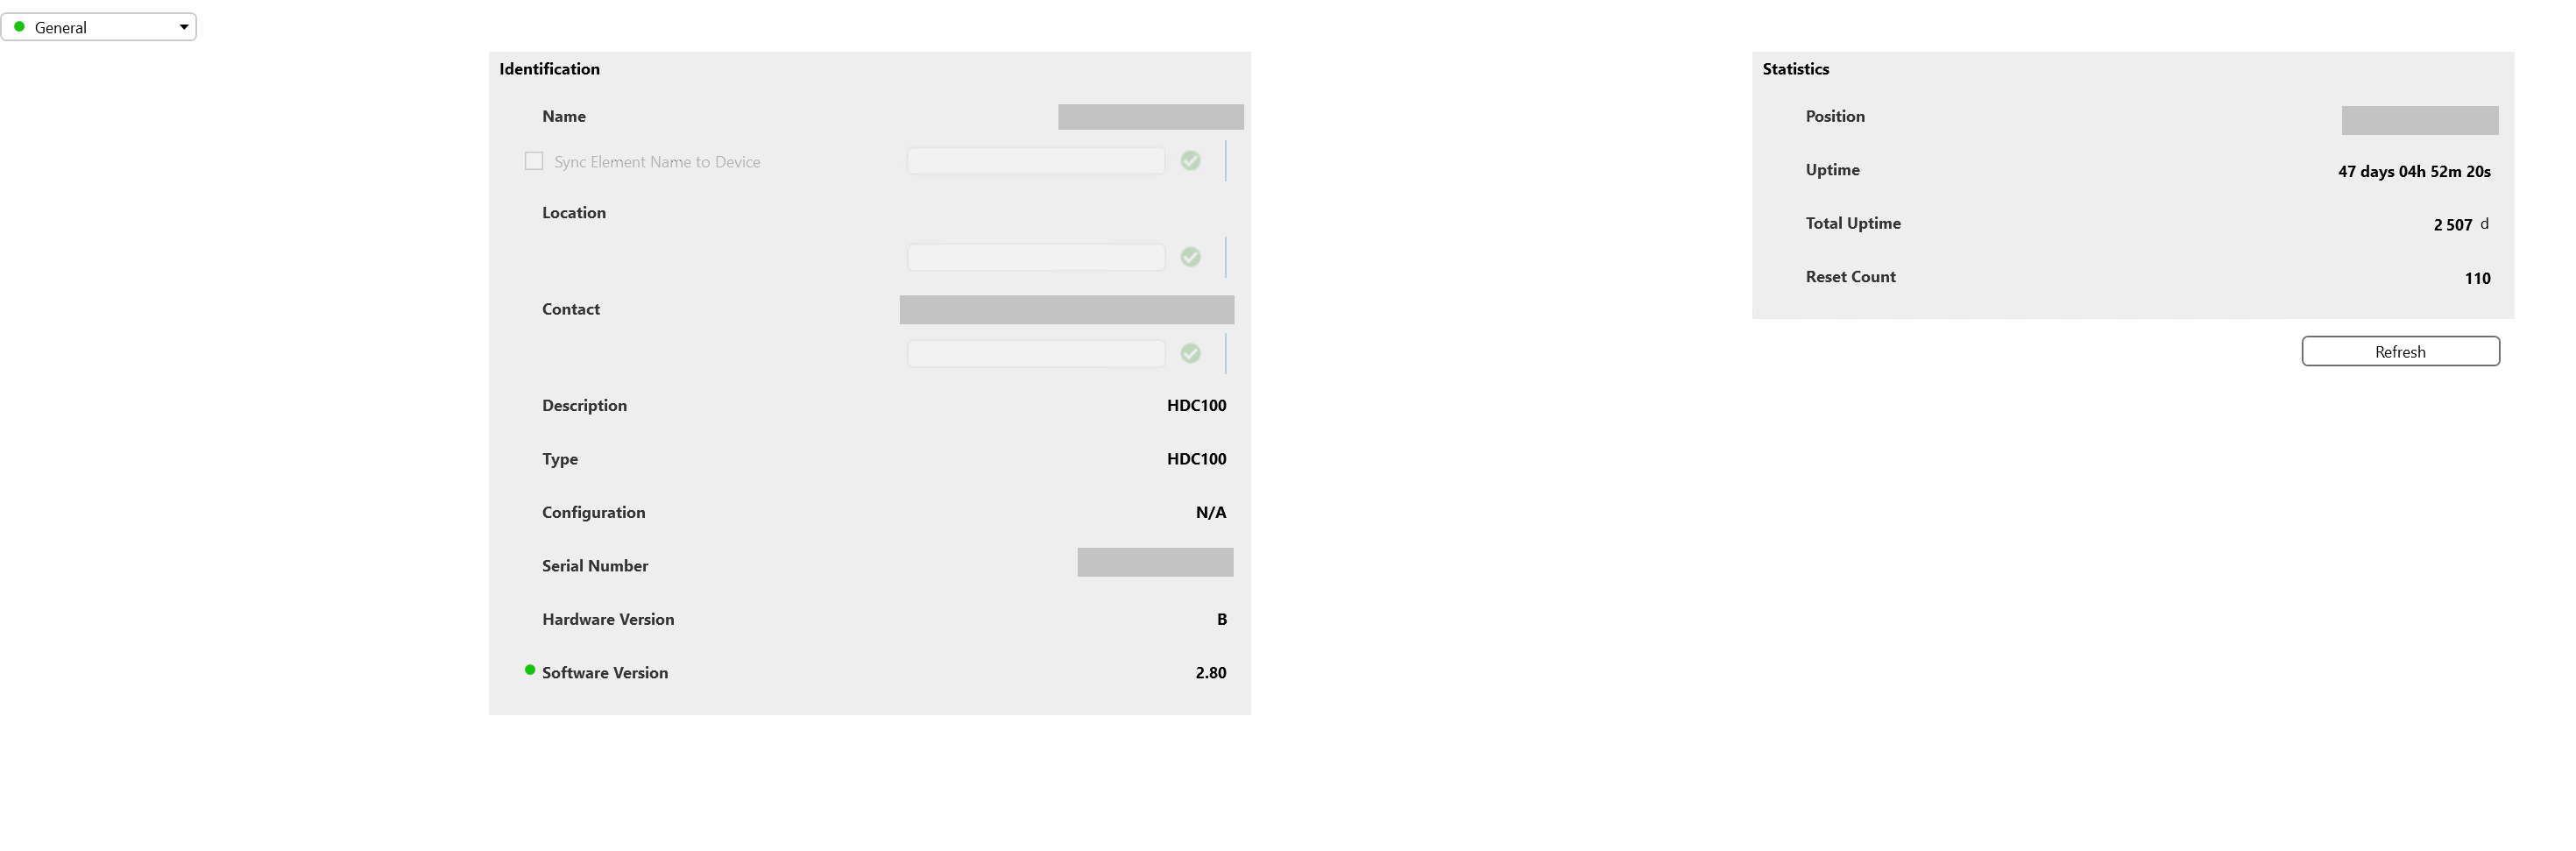 General
Identification
Name
Sync Element Name to Device
Location
Contact
Description HDC100
Type HDC100
Configuration N/A
Serial Number
Hardware Version B
Software Version 2.80
Statistics
Position
Uptime 47 days 04h 52m 20s
Total Uptime 2 507 d
Reset Count 110
Refresh